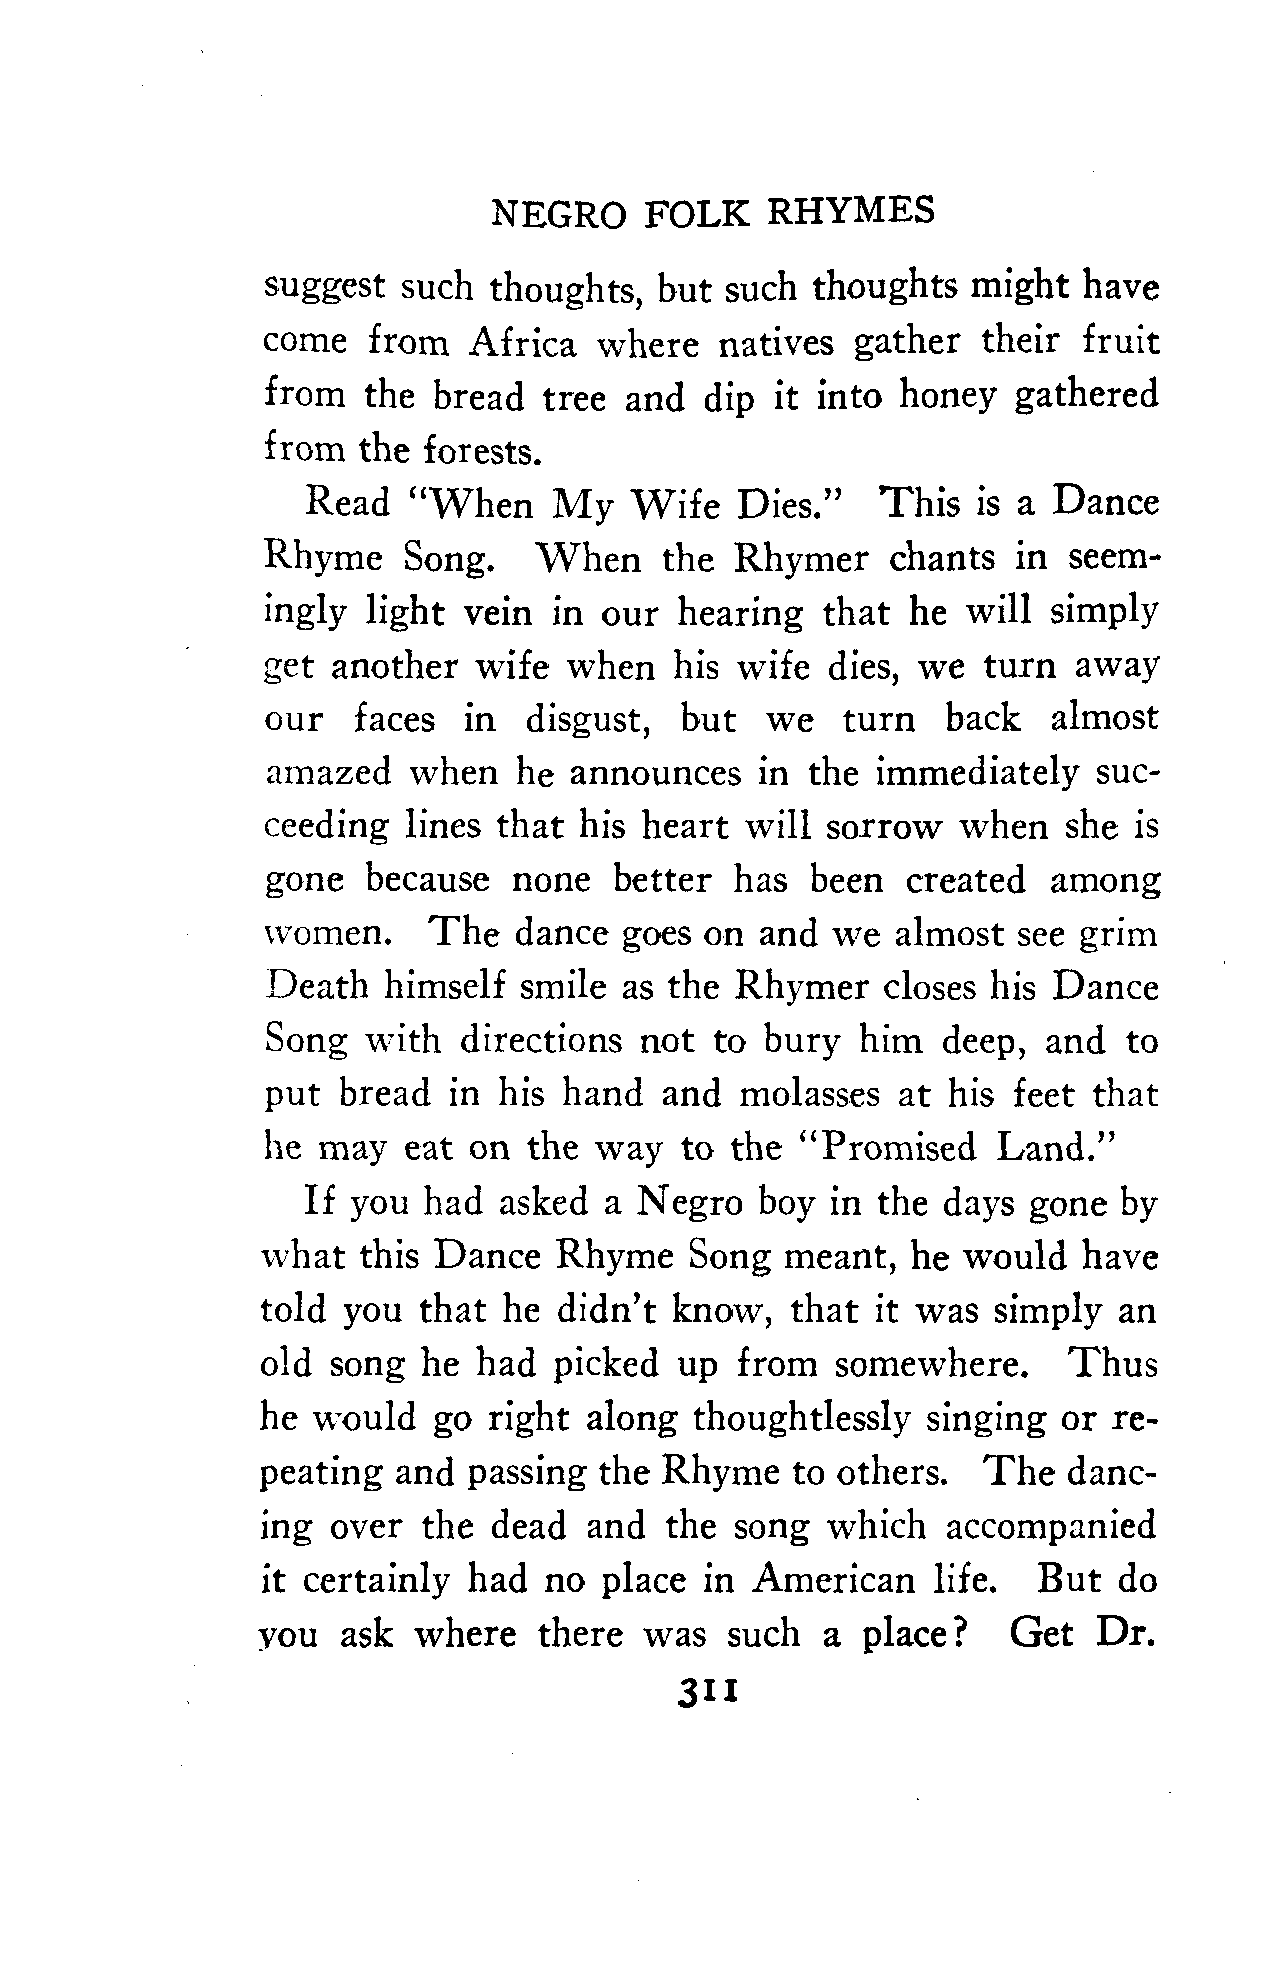 NEGRO FOLK RHYMES
suggest such thoughts, but such thoughts might have
come from Africa where natives gather their fruit
from the bread tree and dip it into honey gathered
from the forests.
Read “When My Wife Dies.” This is a Dance
Rhyme Song. When the Rhymer chants in seem-
ingly light vein in our hearing that he will simply
get another wife when his wife dies, we turn away
our faces in disgust, but we turn back almost
amazed when he announces in the immediately suc-
ceeding lines that his heart will sorrow when she is
gone because none better has been created among
women. The dance goes on and we almost see grim
Death himself smile as the Rhymer closes his Dance
Song with directions not to bury him deep, and to
put bread in his hand and molasses at his feet that
he may eat on the way to the “Promised Land.”
If you had asked a Negro boy in the days gone by
what this Dance Rhyme Song meant, he would have
told you that he didn’t know, that it was simply an
old song he had picked up from somewhere. Thus
he would go right along thoughtlessly singing or re-
peating and passing the Rhyme to others. The danc-
ing over the dead and the song which accompanied
it certainly had no place in American life. But do
you ask where there was such a place? Get Dr.
311